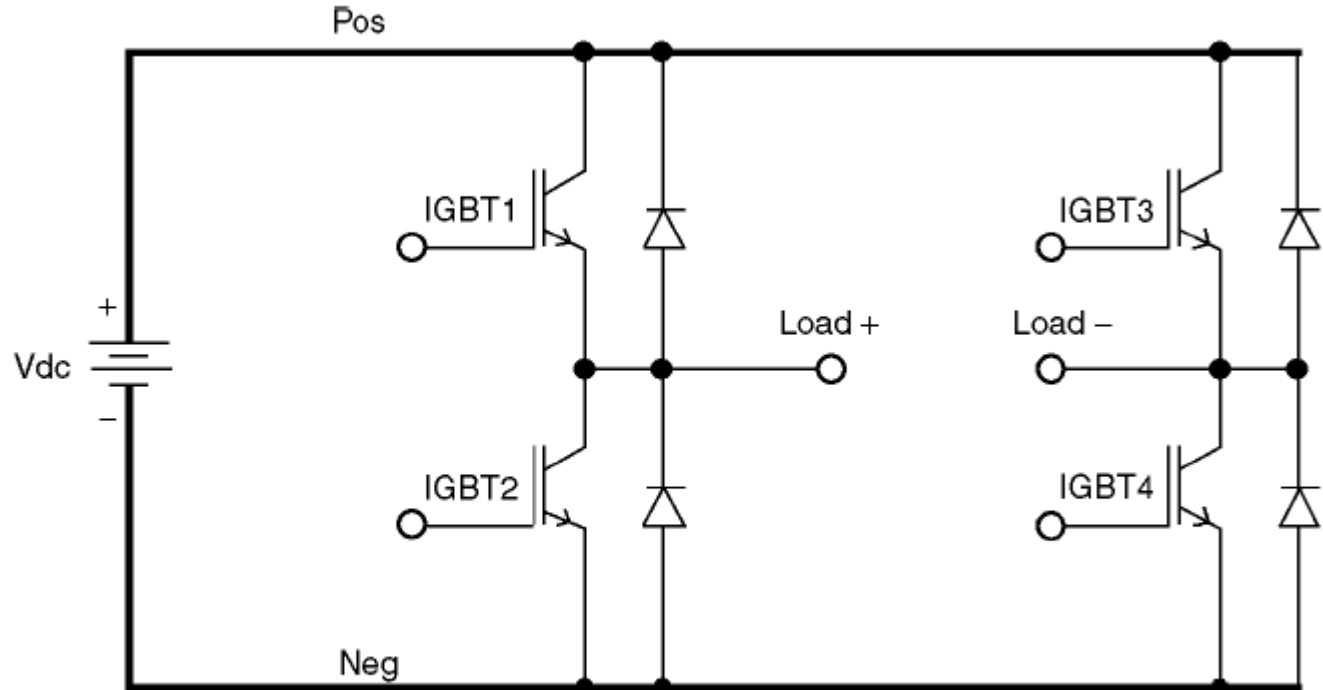 Pos
IGBT1
IGBT3
+
Vdc
−
Load +
Load −
IGBT2
IGBT4
Neg